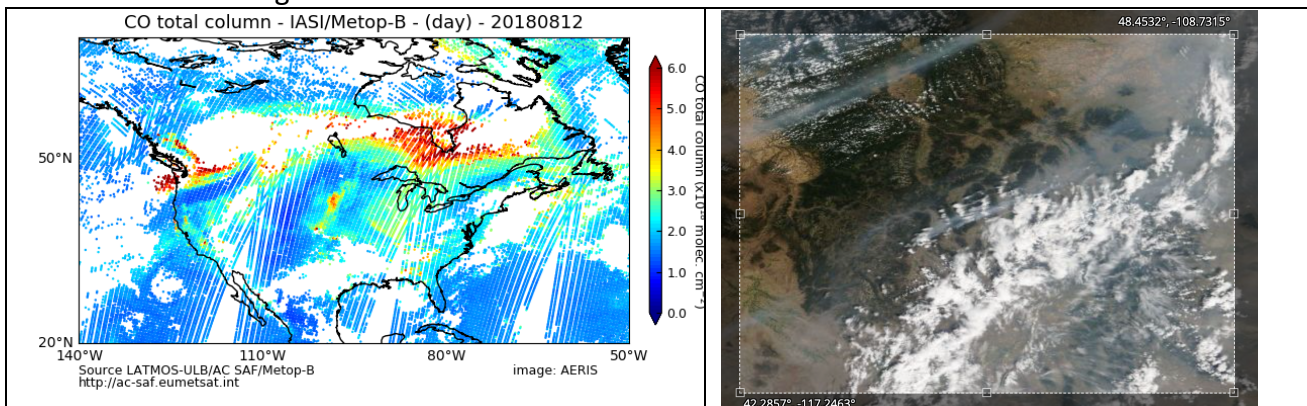 CO total column - IASI/Metop-B - (day) - 20180812
50°N
20°N
140°W 110°W 80°W 50°W
6.0
5.0
4.0
3.0
2.0
1.0
0.0
CO total column (x10¹⁸ molec. cm⁻²)
Source LATMOS-ULB/AC SAF/Metop-B
http://ac-saf.eumetsat.int
image: AERIS
48.4532°, -108.7315°
42.2857°, -117.2463°